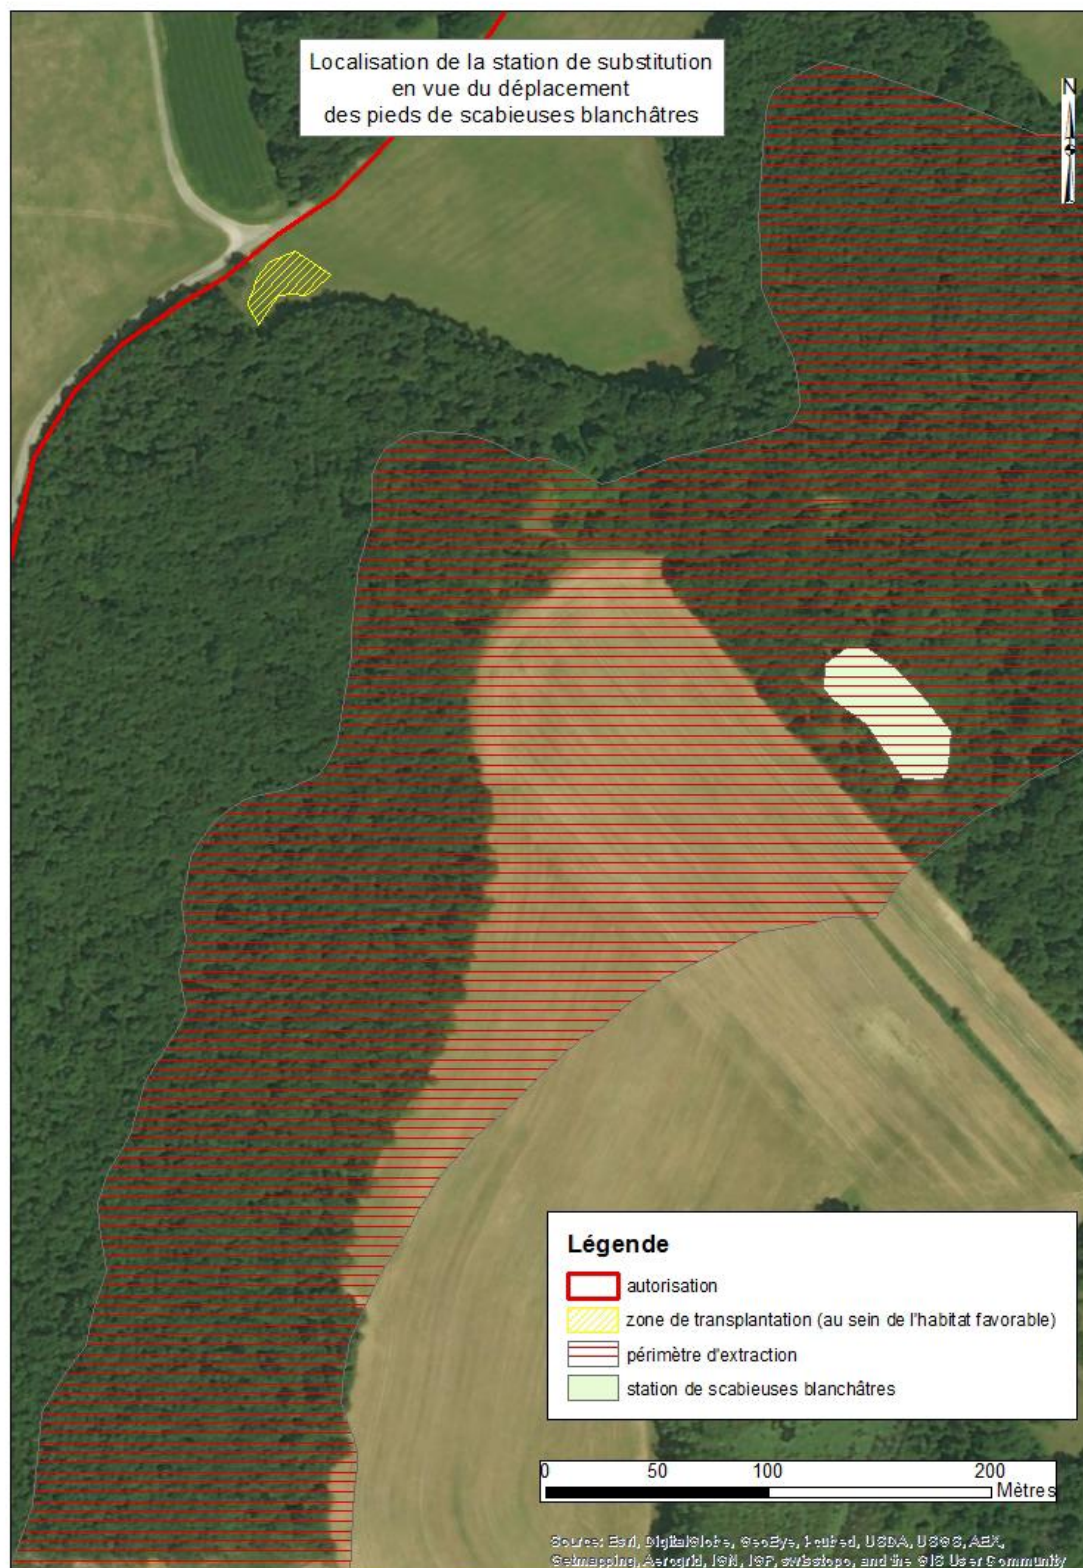 Localisation de la station de substitution
en vue du déplacement
des pieds de scabieuses blanchâtres
N
Légende
autorisation
zone de transplantation (au sein de l'habitat favorable)
périmètre d'extraction
station de scabieuses blanchâtres
0 50 100 200
Mètres
Source: Esri, DigitalGlobe, GeoEye, i-cubed, USDA, USGS, AEX,
Getmapping, Aerogrid, IGN, IGP, swisstopo, and the GIS User Community